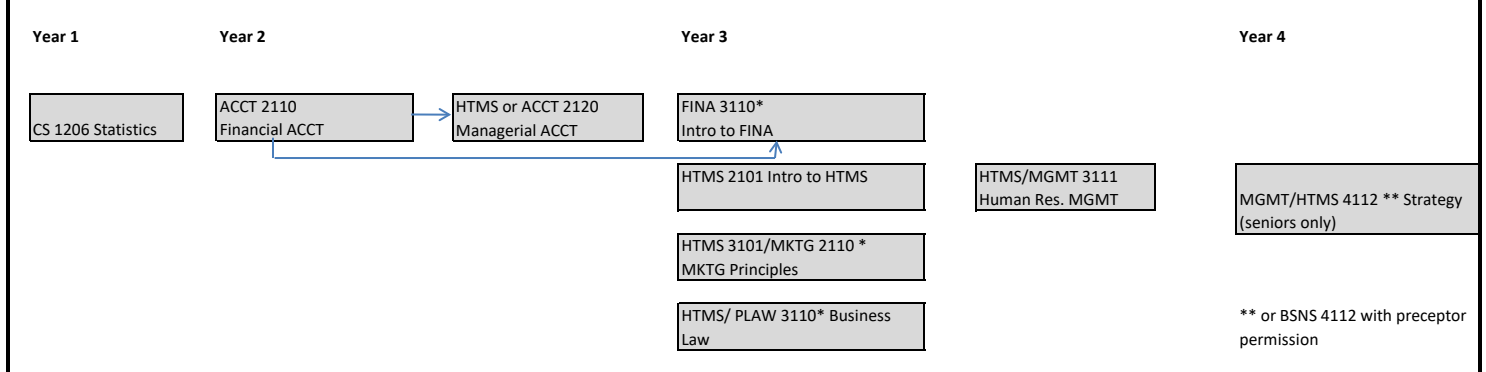 Year 1
Year 2
Year 3
Year 4
CS 1206 Statistics
ACCT 2110
Financial ACCT
HTMS or ACCT 2120
Managerial ACCT
FINA 3110*
Intro to FINA
HTMS 2101 Intro to HTMS
HTMS/MGMT 3111
Human Res. MGMT
MGMT/HTMS 4112 ** Strategy
(seniors only)
HTMS 3101/MKTG 2110 *
MKTG Principles
HTMS/ PLAW 3110* Business
Law
** or BSNS 4112 with preceptor
permission